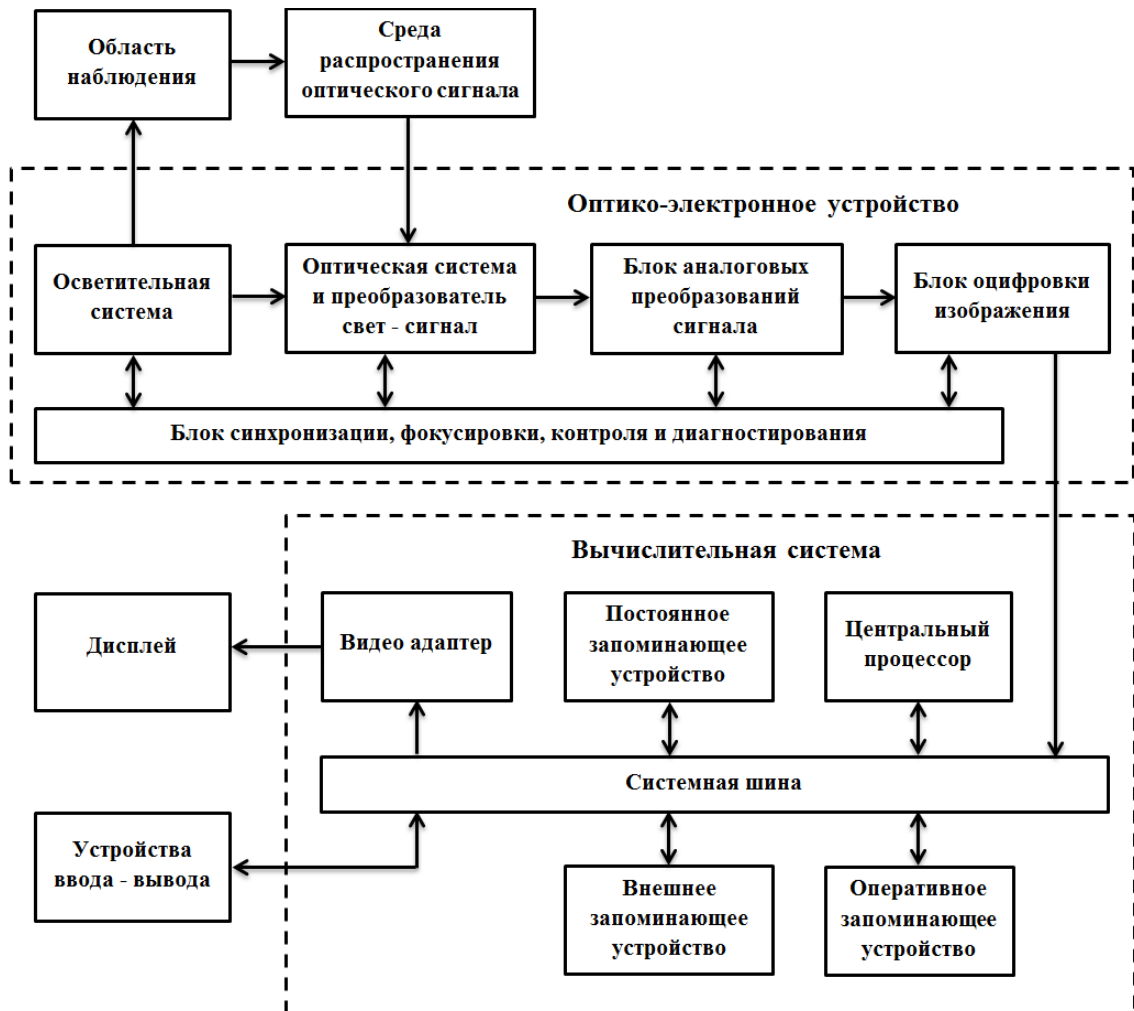 Область
наблюдения
Среда
распространения
оптического сигнала
Оптико-электронное устройство
Осветительная
система
Оптическая система
и преобразователь
свет - сигнал
Блок аналоговых
преобразований
сигнала
Блок оцифровки
изображения
Блок синхронизации, фокусировки, контроля и диагностирования
Вычислительная система
Дисплей
Видео адаптер
Постоянное
запоминающее
устройство
Центральный
процессор
Системная шина
Устройства
ввода - вывода
Внешнее
запоминающее
устройство
Оперативное
запоминающее
устройство